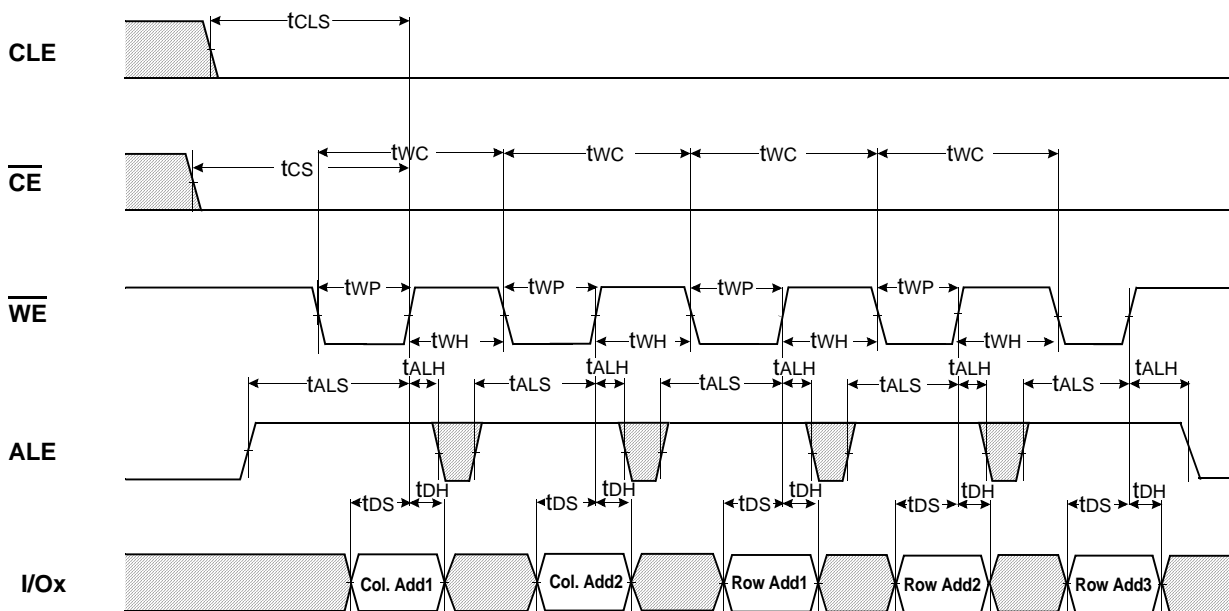 tCLS
CLE
tWC tWC tWC tWC
CE
tCS
tWP tWP tWP tWP
WE
tWH tWH tWH tWH
tALS tALH tALS tALH tALS tALH tALS tALH tALS tALH
ALE
tDS tDH tDS tDH tDS tDH tDS tDH tDS tDH
I/Ox Col. Add1 Col. Add2 Row Add1 Row Add2 Row Add3